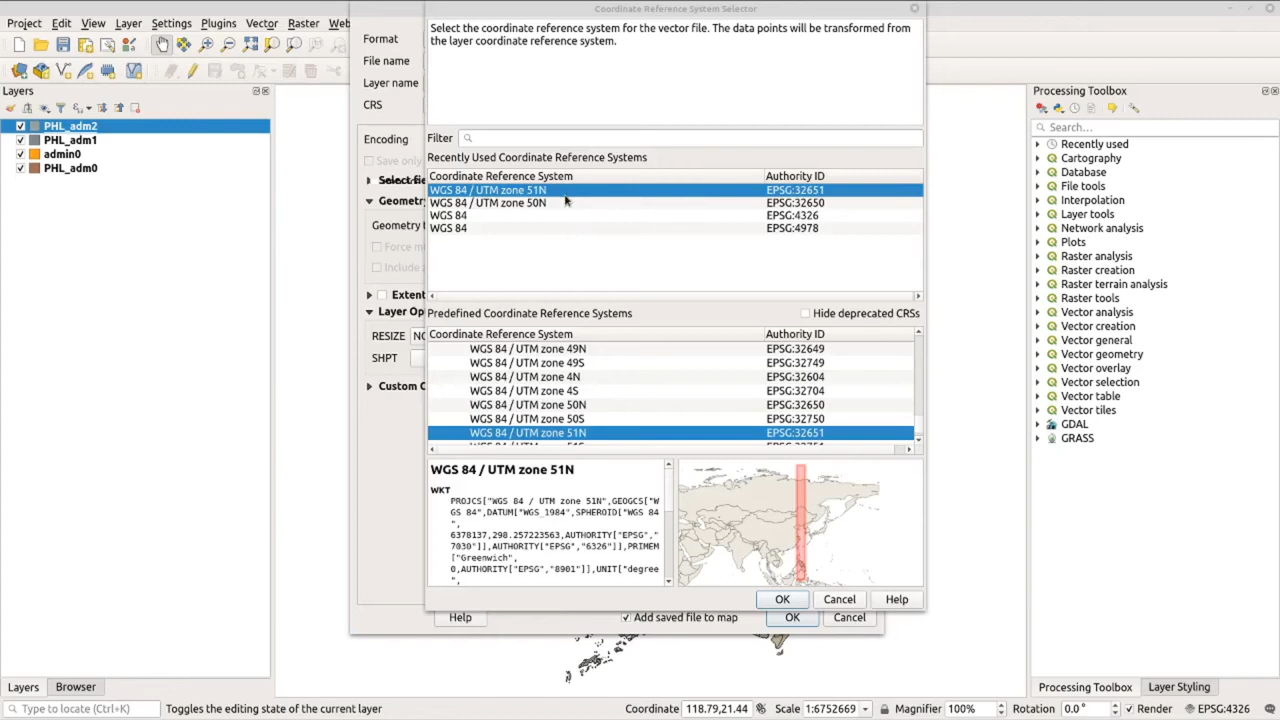 Coordinate Reference System Selector
Project Edit View Layer Settings Plugins Vector Raster Web
Select the coordinate reference system for the vector file. The data points will be transformed from
the layer coordinate reference system.
Format
File name
Layer name
CRS
Layers
PHL_adm2
PHL_adm1
admin0
PHL_adm0
Encoding
Save only
Geometry
Geometry t
Force m
Include z
Exten
Layer Op
RESIZE NO
SHPT
Custom O
Filter
Recently Used Coordinate Reference Systems
Coordinate Reference System Authority ID
WGS 84 / UTM zone 51N EPSG:32651
WGS 84 / UTM zone 50N EPSG:32650
WGS 84 EPSG:4326
WGS 84 EPSG:4978
Predefined Coordinate Reference Systems Hide deprecated CRSs
Coordinate Reference System Authority ID
WGS 84 / UTM zone 49N EPSG:32649
WGS 84 / UTM zone 49S EPSG:32749
WGS 84 / UTM zone 4N EPSG:32604
WGS 84 / UTM zone 4S EPSG:32704
WGS 84 / UTM zone 50N EPSG:32650
WGS 84 / UTM zone 50S EPSG:32750
WGS 84 / UTM zone 51N EPSG:32651
WGS 84 / UTM zone 51N
WKT
PROJCS["WGS 84 / UTM zone 51N",GEOGCS["W
GS 84",DATUM["WGS_1984",SPHEROID["WGS 84
",
6378137,298.257223563,AUTHORITY["EPSG","
7030"]],AUTHORITY["EPSG","6326"]],PRIMEM
["Greenwich",
0,AUTHORITY["EPSG","8901"]],UNIT["degree
",
OK Cancel Help
Help Add saved file to map OK Cancel
Processing Toolbox
Search...
Recently used
Cartography
Database
File tools
Interpolation
Layer tools
Network analysis
Plots
Raster analysis
Raster creation
Raster terrain analysis
Raster tools
Vector analysis
Vector creation
Vector general
Vector geometry
Vector overlay
Vector selection
Vector table
Vector tiles
GDAL
GRASS
Layers Browser
Processing Toolbox Layer Styling
Type to locate (Ctrl+K) Toggles the editing state of the current layer Coordinate 118.79,21.44 Scale 1:6752669 Magnifier 100% Rotation 0.0° Render EPSG:4326